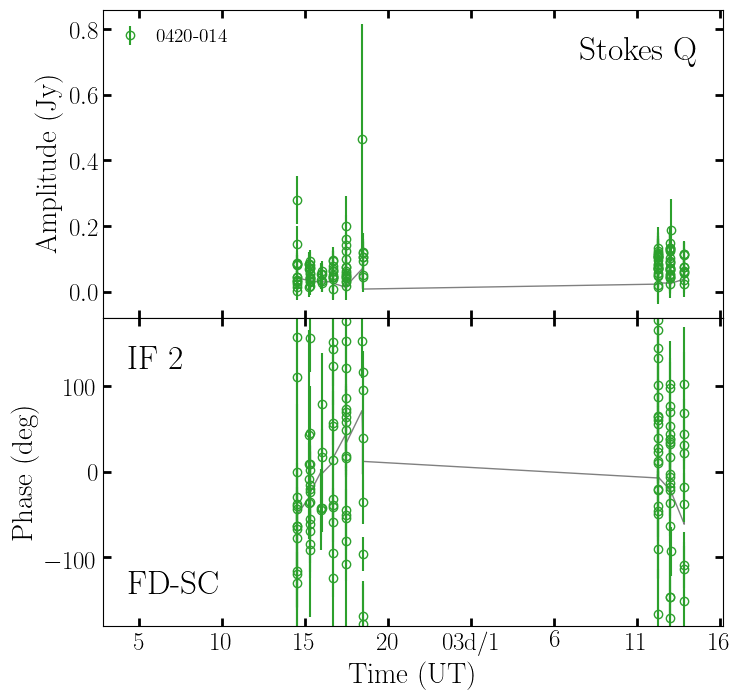 0.8
0420-014
Stokes Q
0.6
0.4
0.2
0.0
Amplitude (Jy)
IF 2
100
0
−100
Phase (deg)
FD-SC
5 10 15 20 03d/1 6 11 16
Time (UT)